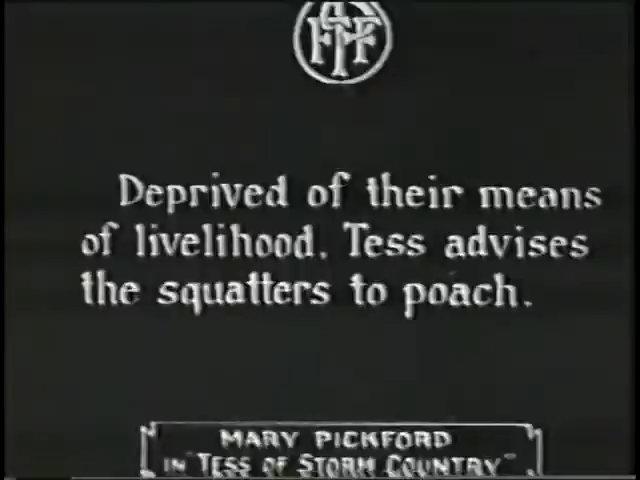 Deprived of their means
of livelihood. Tess advises
the squatters to poach.
MARY PICKFORD
IN "TESS OF STORM COUNTRY"